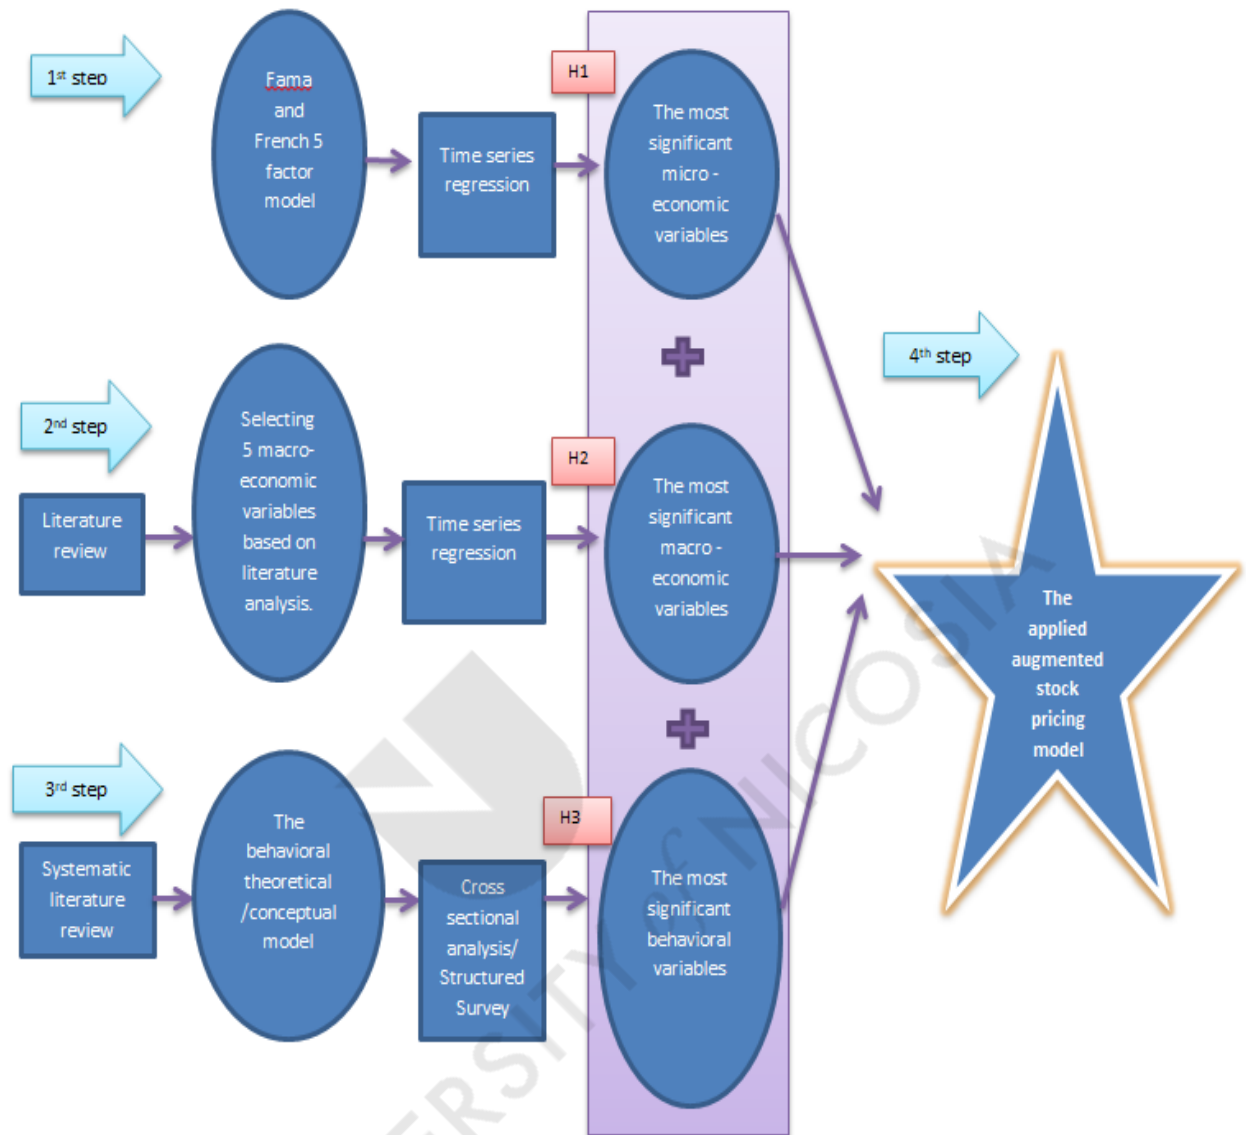 1st step
Fama
and
French 5
factor
model
Time series
regression
H1
The most
significant
micro -
economic
variables
2nd step
Literature
review
Selecting
5 macro-
economic
variables
based on
literature
analysis.
Time series
regression
H2
The most
significant
macro -
economic
variables
3rd step
Systematic
literature
review
The
behavioral
theoretical
/conceptual
model
Cross
sectional
analysis/
Structured
Survey
H3
The most
significant
behavioral
variables
4th step
The
applied
augmented
stock
pricing
model
ERSITY of NICOSIA